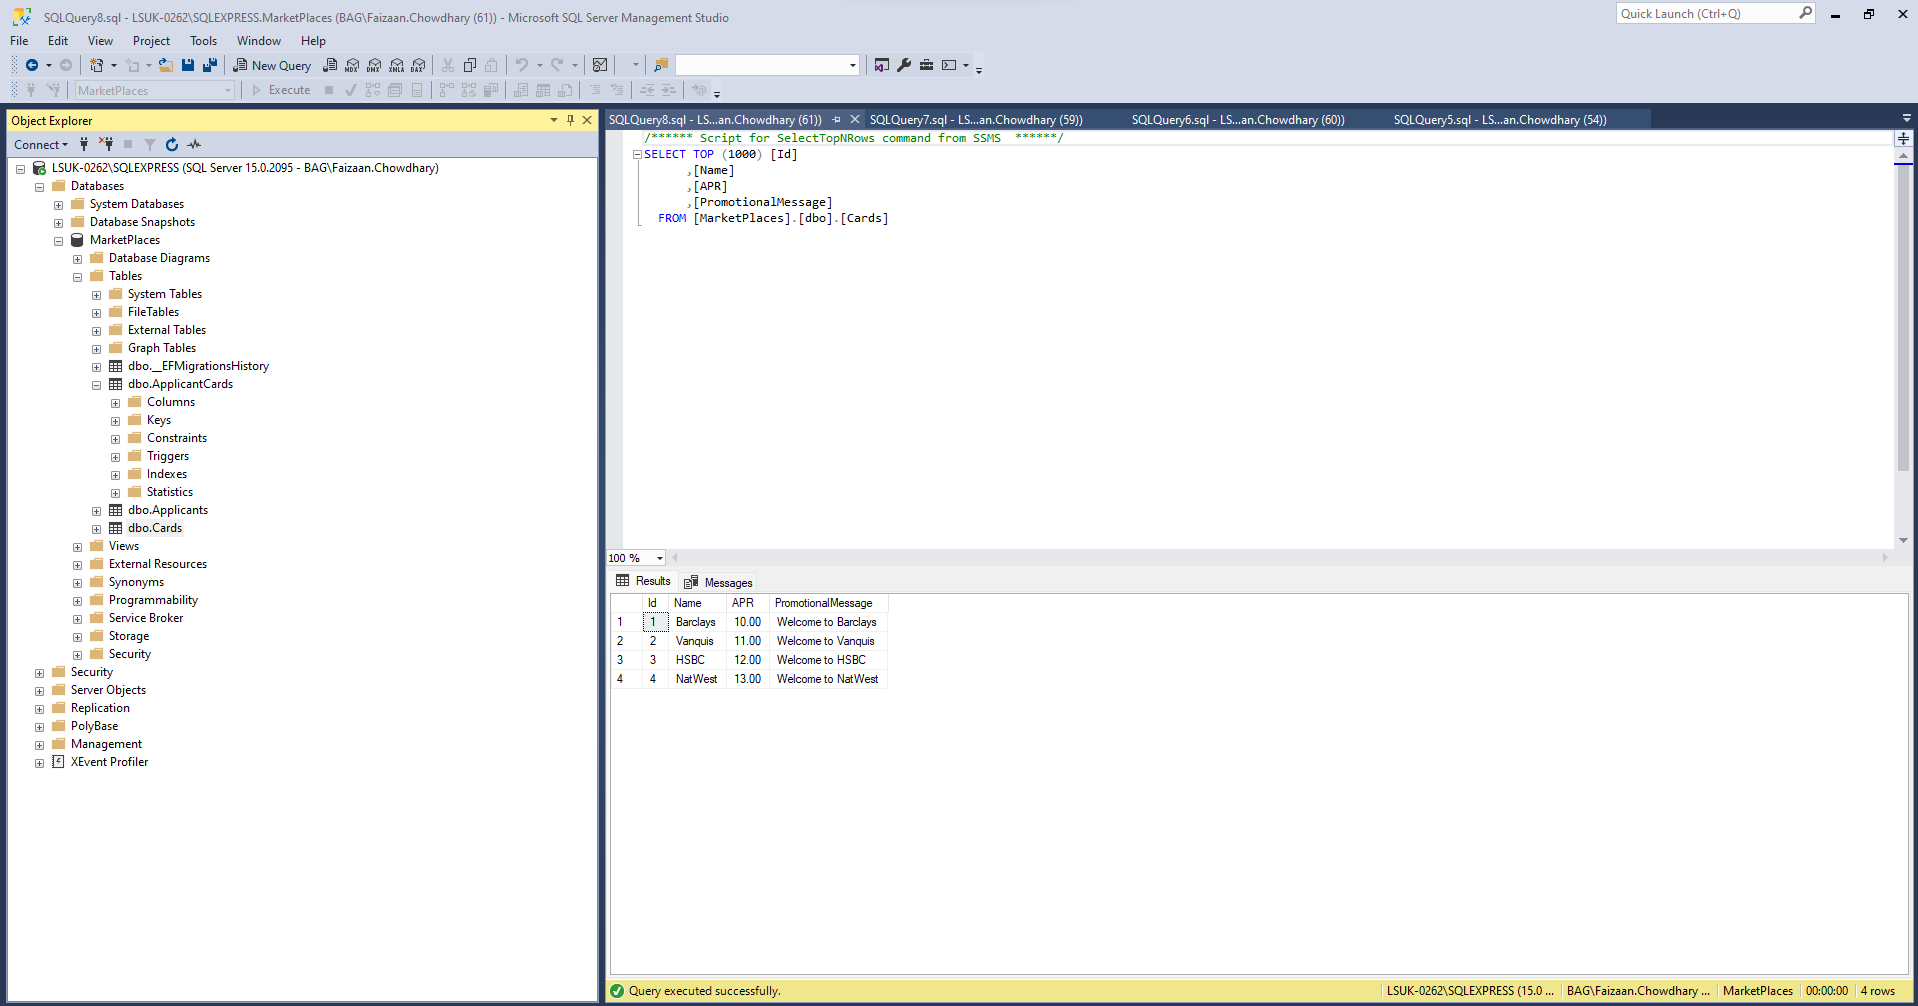 SQLQuery8.sql - LSUK-0262\SQLEXPRESS.MarketPlaces (BAG\Faizaan.Chowdhary (61)) - Microsoft SQL Server Management Studio
Quick Launch (Ctrl+Q)
File Edit View Project Tools Window Help
New Query MDX DMX XMLA DAX
MarketPlaces Execute
Object Explorer
Connect
LSUK-0262\SQLEXPRESS (SQL Server 15.0.2095 - BAG\Faizaan.Chowdhary)
Databases
System Databases
Database Snapshots
MarketPlaces
Database Diagrams
Tables
System Tables
FileTables
External Tables
Graph Tables
dbo.__EFMigrationsHistory
dbo.ApplicantCards
Columns
Keys
Constraints
Triggers
Indexes
Statistics
dbo.Applicants
dbo.Cards
Views
External Resources
Synonyms
Programmability
Service Broker
Storage
Security
Security
Server Objects
Replication
PolyBase
Management
XEvent Profiler
SQLQuery8.sql - LS...an.Chowdhary (61)) SQLQuery7.sql - LS...an.Chowdhary (59)) SQLQuery6.sql - LS...an.Chowdhary (60)) SQLQuery5.sql - LS...an.Chowdhary (54))
/****** Script for SelectTopNRows command from SSMS  ******/
SELECT TOP (1000) [Id]
,[Name]
,[APR]
,[PromotionalMessage]
FROM [MarketPlaces].[dbo].[Cards]
100 %
Results Messages
Id Name APR PromotionalMessage
1 1 Barclays 10.00 Welcome to Barclays
2 2 Vanquis 11.00 Welcome to Vanquis
3 3 HSBC 12.00 Welcome to HSBC
4 4 NatWest 13.00 Welcome to NatWest
Query executed successfully. LSUK-0262\SQLEXPRESS (15.0 ... BAG\Faizaan.Chowdhary ... MarketPlaces 00:00:00 4 rows